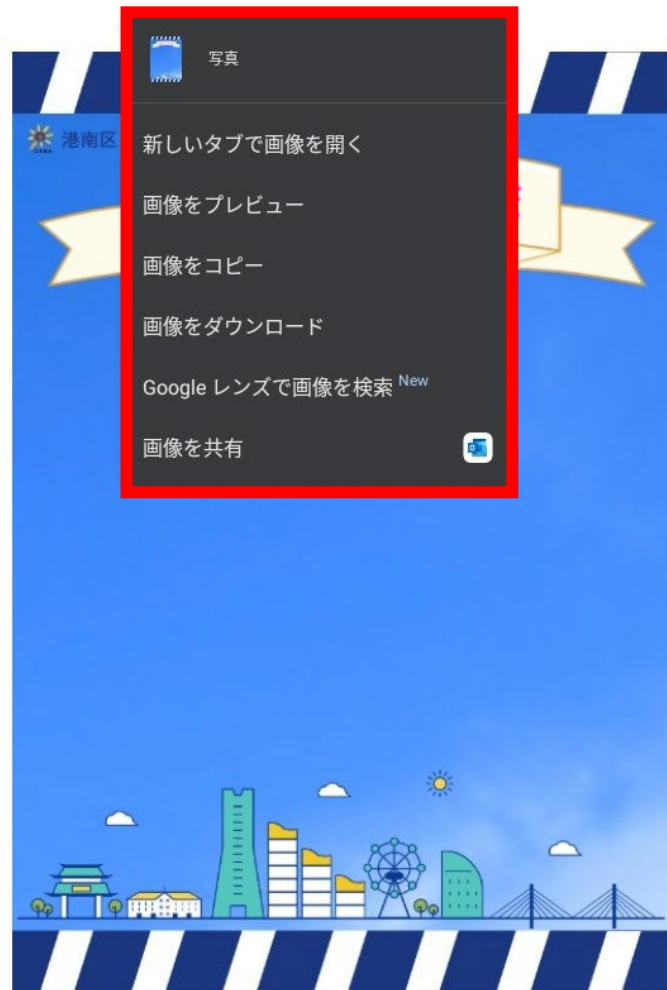 写真
港南区
新しいタブで画像を開く
画像をプレビュー
画像をコピー
画像をダウンロード
Google レンズで画像を検索 New
画像を共有